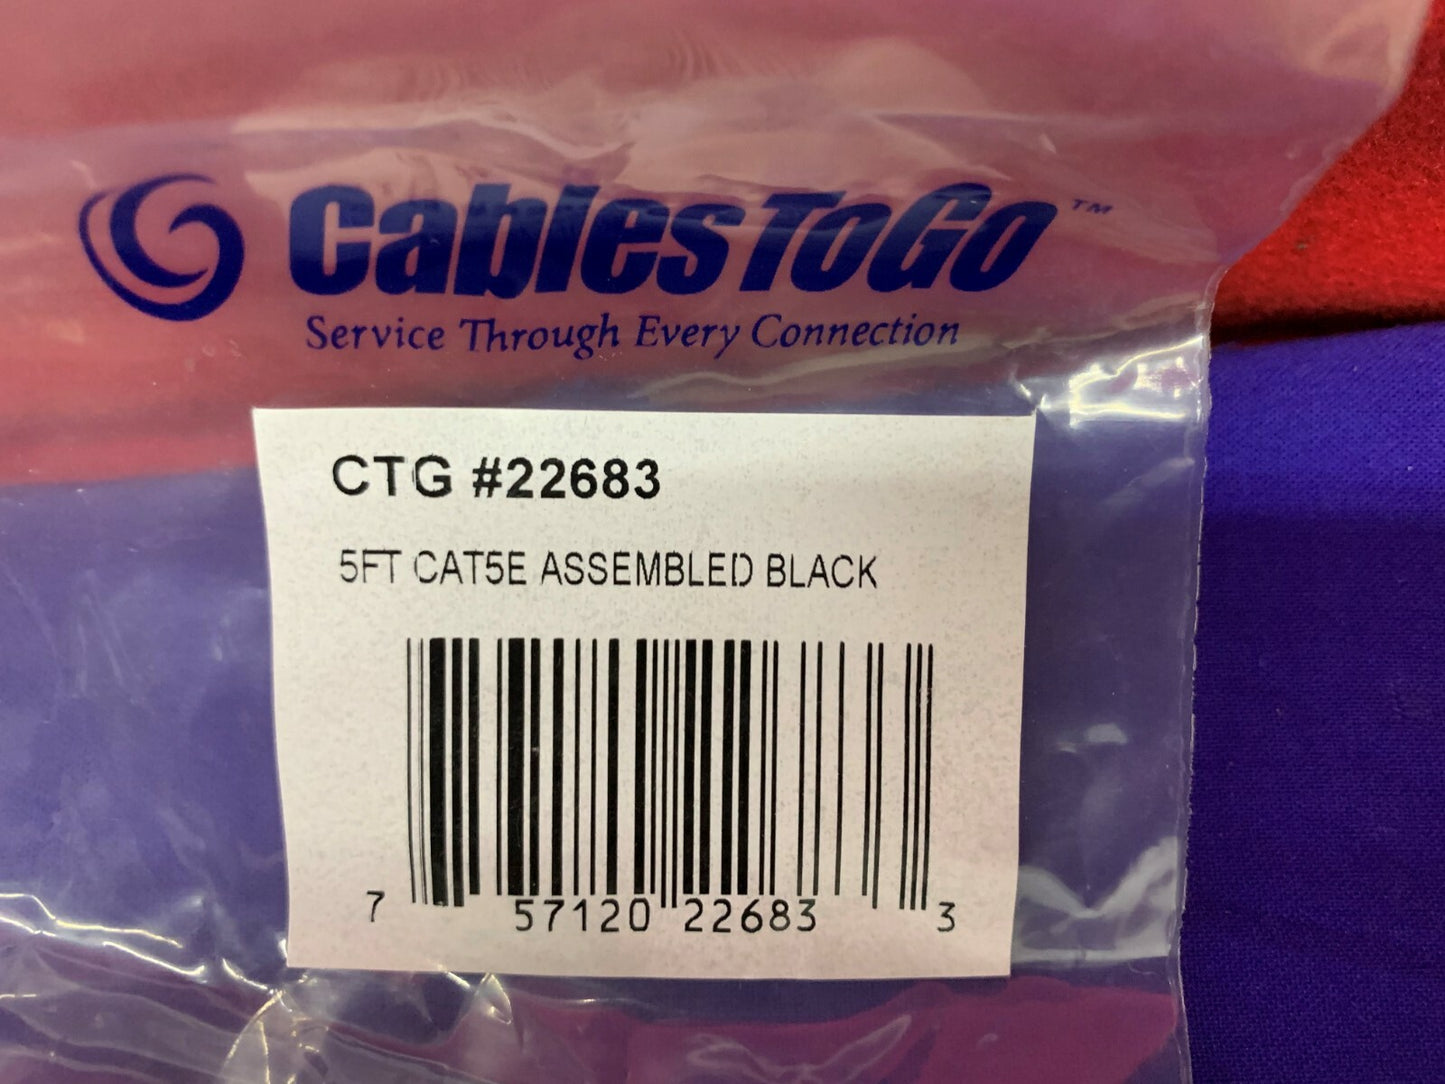 CablesToGo™
Service Through Every Connection
CTG #22683
5FT CAT5E ASSEMBLED BLACK
7 57120 22683 3